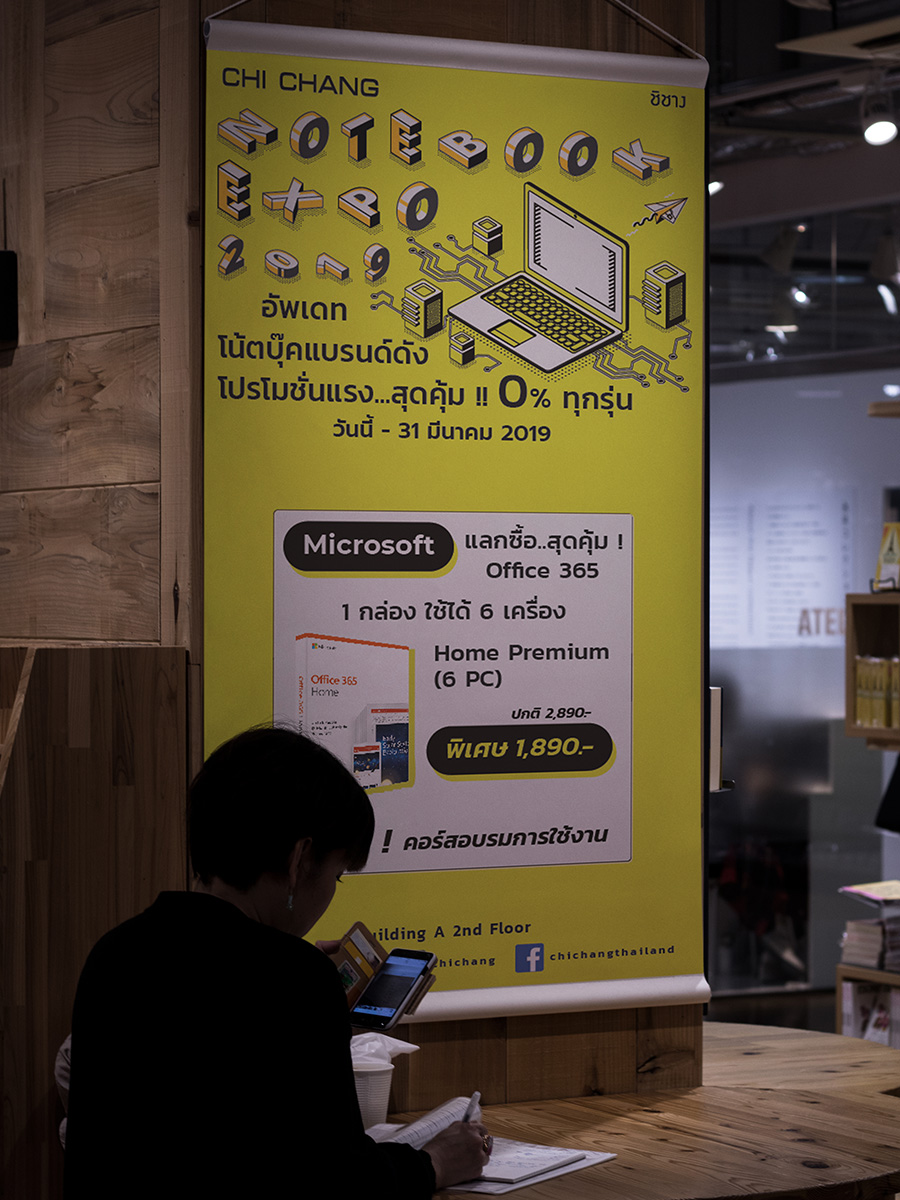 CHI CHANG
ชิชาง
NOTEBOOK
EXPO
2019
อัพเดท
โน้ตบุ๊คแบรนด์ดัง
โปรโมชั่นแรง...สุดคุ้ม !! 0% ทุกรุ่น
วันนี้ - 31 มีนาคม 2019
Microsoft
แลกซื้อ..สุดคุ้ม !
Office 365
1 กล่อง ใช้ได้ 6 เครื่อง
Office 365
Home
Home Premium
(6 PC)
ปกติ 2,890.-
พิเศษ 1,890.-
! คอร์สอบรมการใช้งาน
2nd Floor
A
chichangthailand